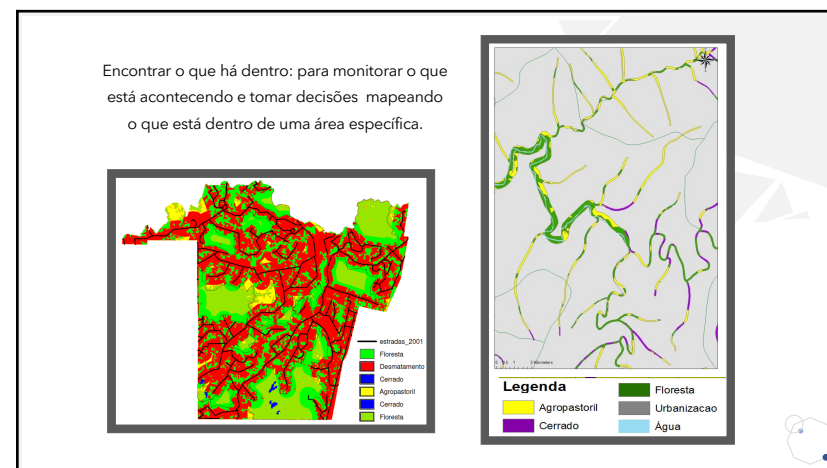 Encontrar o que há dentro: para monitorar o que
está acontecendo e tomar decisões mapeando
o que está dentro de uma área específica.
estradas_2001
Floresta
Desmatamento
Cerrado
Agropastoril
Cerrado
Floresta
Legenda
Agropastoril
Cerrado
Floresta
Urbanizacao
Água